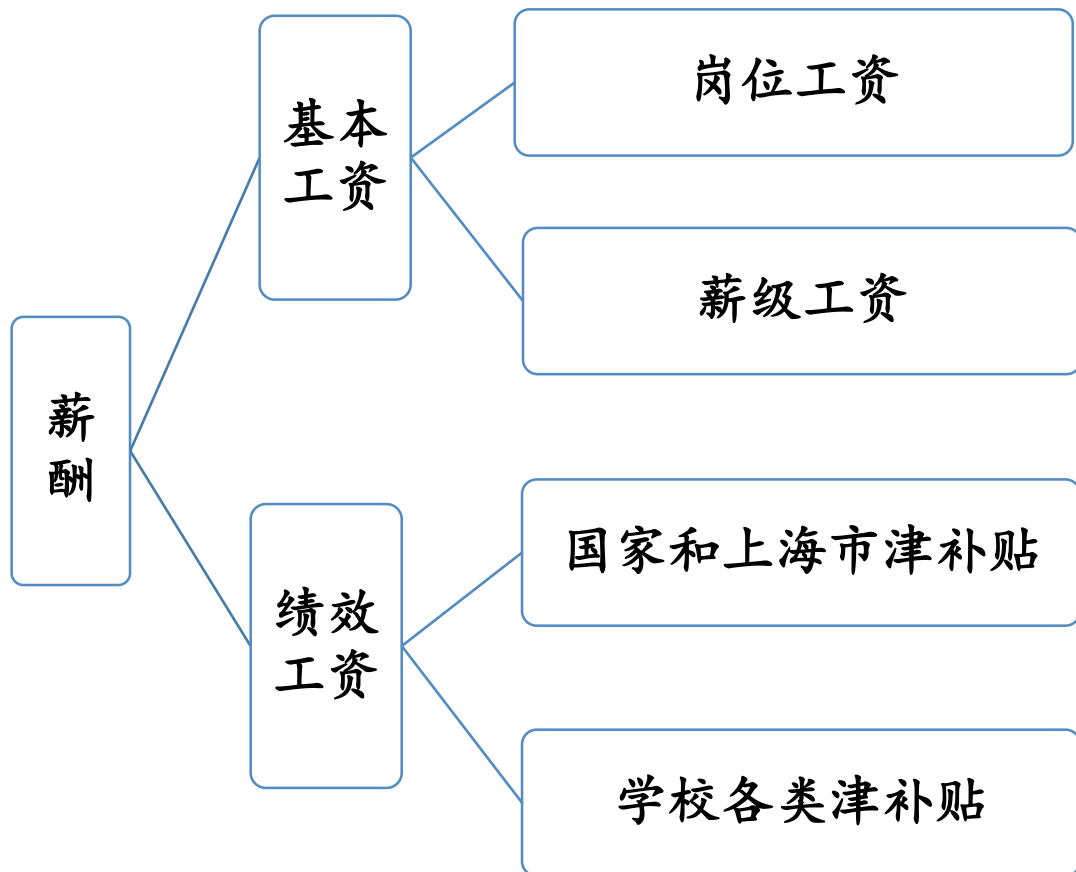 薪
酬
基本
工资
岗位工资
薪级工资
绩效
工资
国家和上海市津补贴
学校各类津补贴